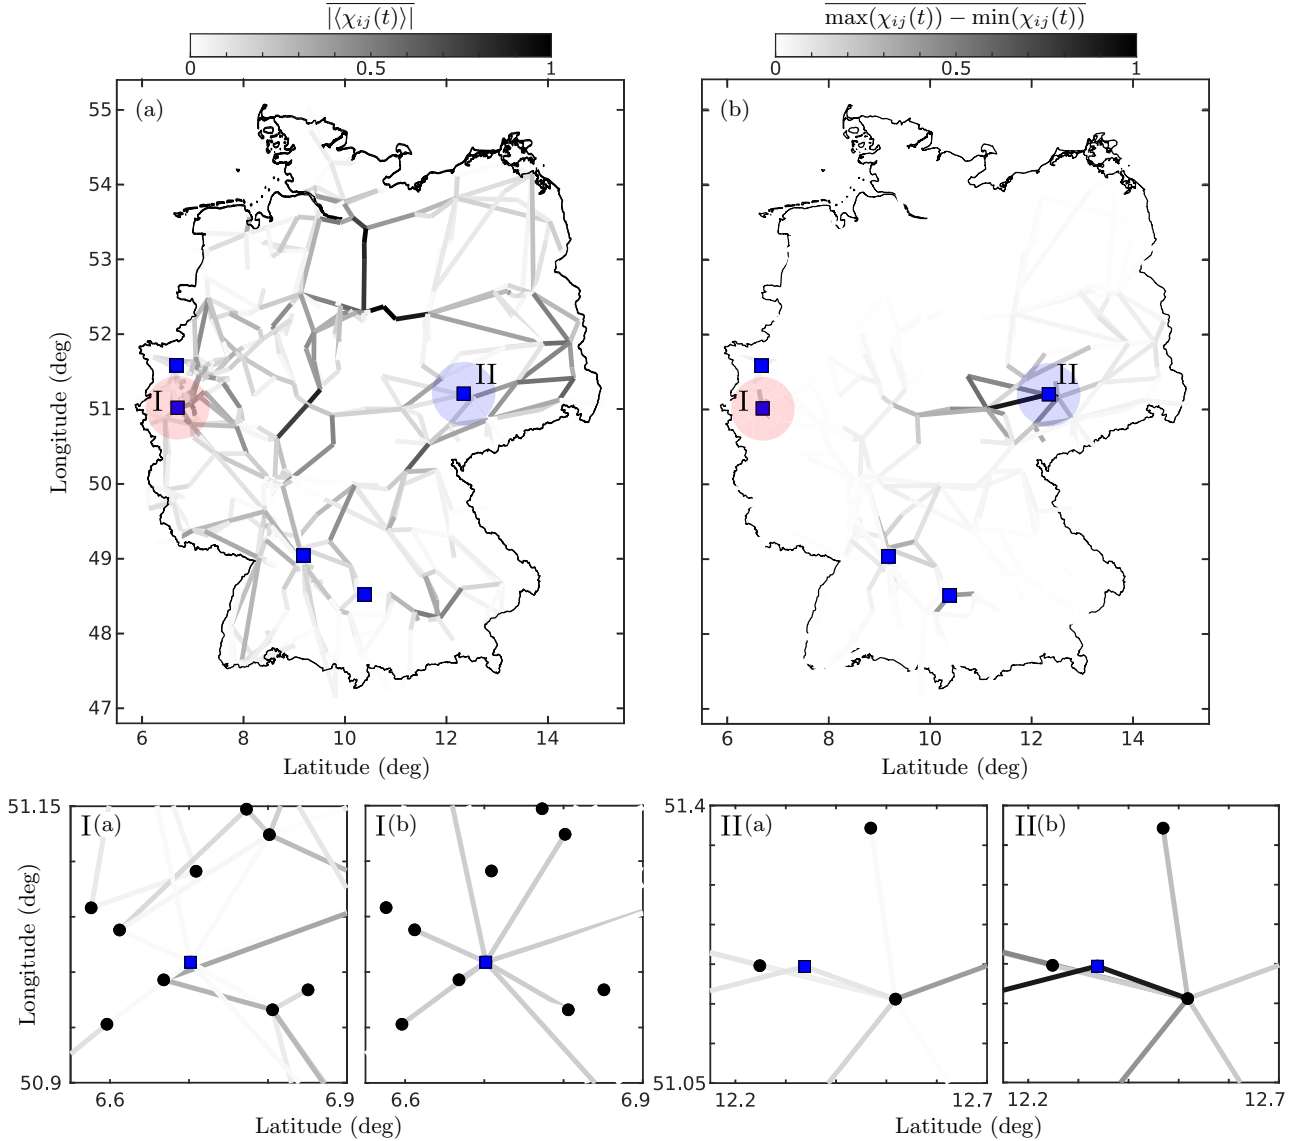 |⟨χij(t)⟩|
max(χij(t)) − min(χij(t))
0 0.5 1
0 0.5 1
(a)
(b)
55
54
53
52
51
50
49
48
47
Longitude (deg)
I
II
I
II
6 8 10 12 14
6 8 10 12 14
Latitude (deg)
Latitude (deg)
51.15
50.9
Longitude (deg
I(a)
I(b)
51.4
51.05
II(a)
II(b)
6.6 6.9
6.6 6.9
12.2 12.7
12.2 12.7
Latitude (deg)
Latitude (deg)